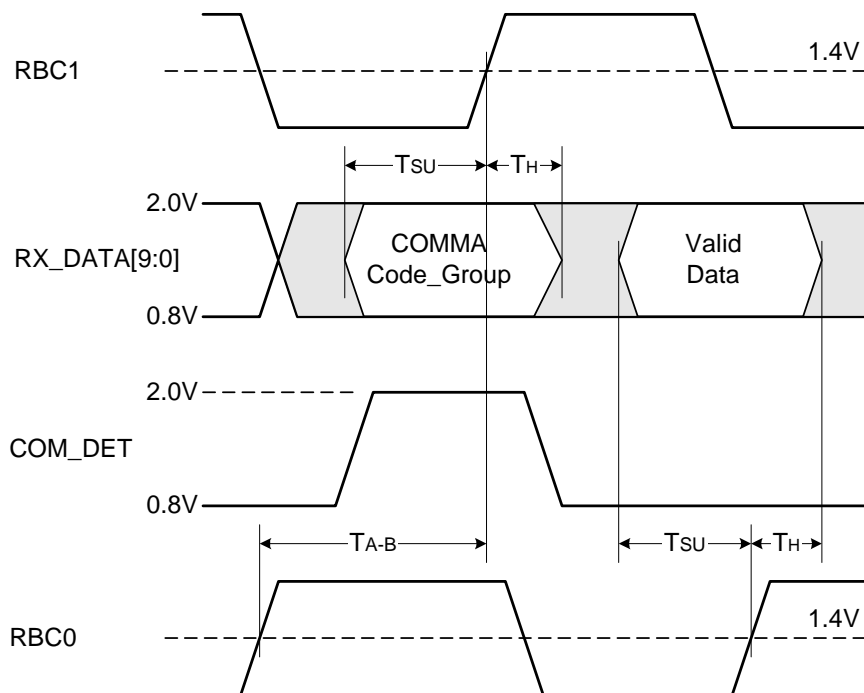 RBC1
1.4V
TSU
TH
2.0V
RX_DATA[9:0]
COMMA
Code_Group
Valid
Data
0.8V
2.0V
COM_DET
0.8V
TA-B
TSU
TH
RBC0
1.4V